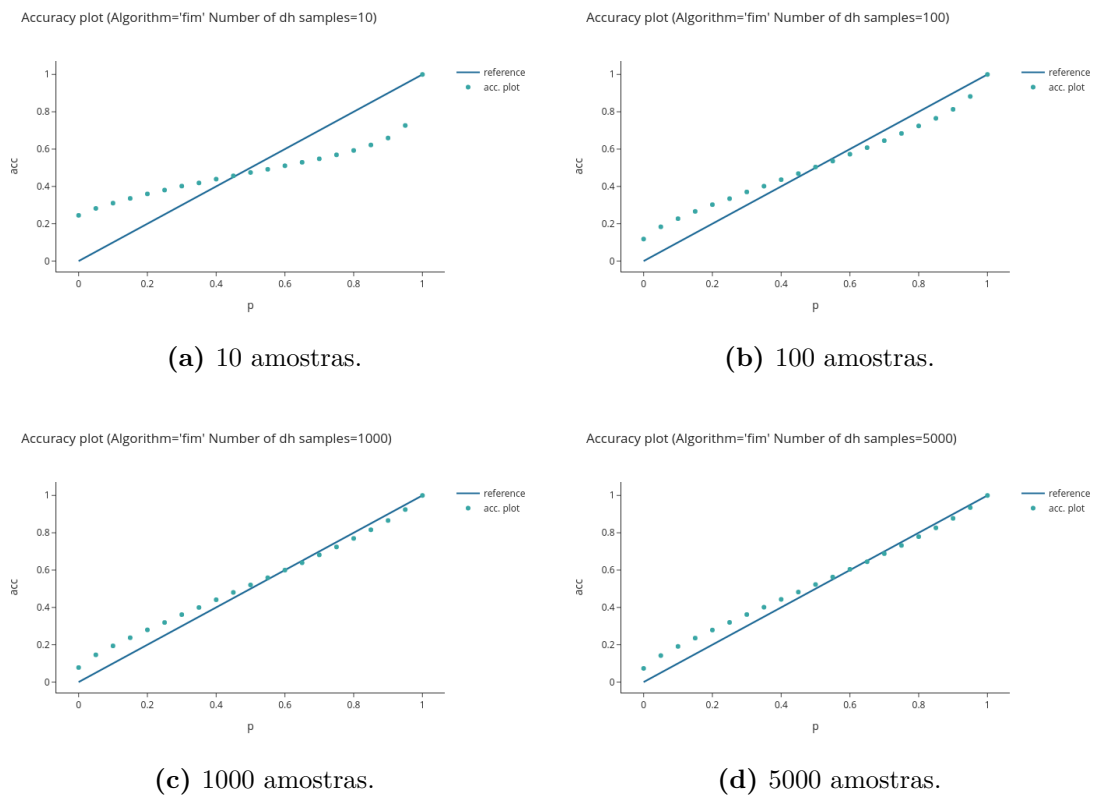 Accuracy plot (Algorithm='fim' Number of dh samples=10)
reference
acc. plot
1
0.8
0.6
0.4
0.2
0
acc
0 0.2 0.4 0.6 0.8 1
p
(a) 10 amostras.
Accuracy plot (Algorithm='fim' Number of dh samples=100)
reference
acc. plot
1
0.8
0.6
0.4
0.2
0
acc
0 0.2 0.4 0.6 0.8 1
p
(b) 100 amostras.
Accuracy plot (Algorithm='fim' Number of dh samples=1000)
reference
acc. plot
1
0.8
0.6
0.4
0.2
0
acc
0 0.2 0.4 0.6 0.8 1
p
(c) 1000 amostras.
Accuracy plot (Algorithm='fim' Number of dh samples=5000)
reference
acc. plot
1
0.8
0.6
0.4
0.2
0
acc
0 0.2 0.4 0.6 0.8 1
p
(d) 5000 amostras.